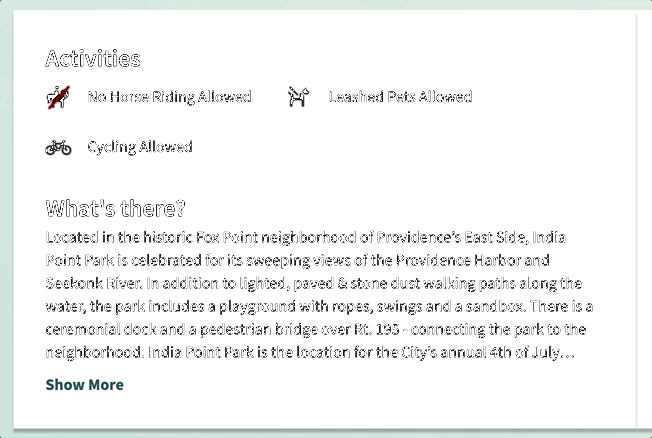 Activities
No Horse Riding Allowed
Leashed Pets Allowed
Cycling Allowed
What's there?
Located in the historic Fox Point neighborhood of Providence's East Side, India
Point Park is celebrated for its sweeping views of the Providence Harbor and
Seekonk River. In addition to lighted, paved & stone dust walking paths along the
water, the park includes a playground with ropes, swings and a sandbox. There is a
ceremonial dock and a pedestrian bridge over Rt. 195 - connecting the park to the
neighborhood. India Point Park is the location for the City's annual 4th of July…
Show More